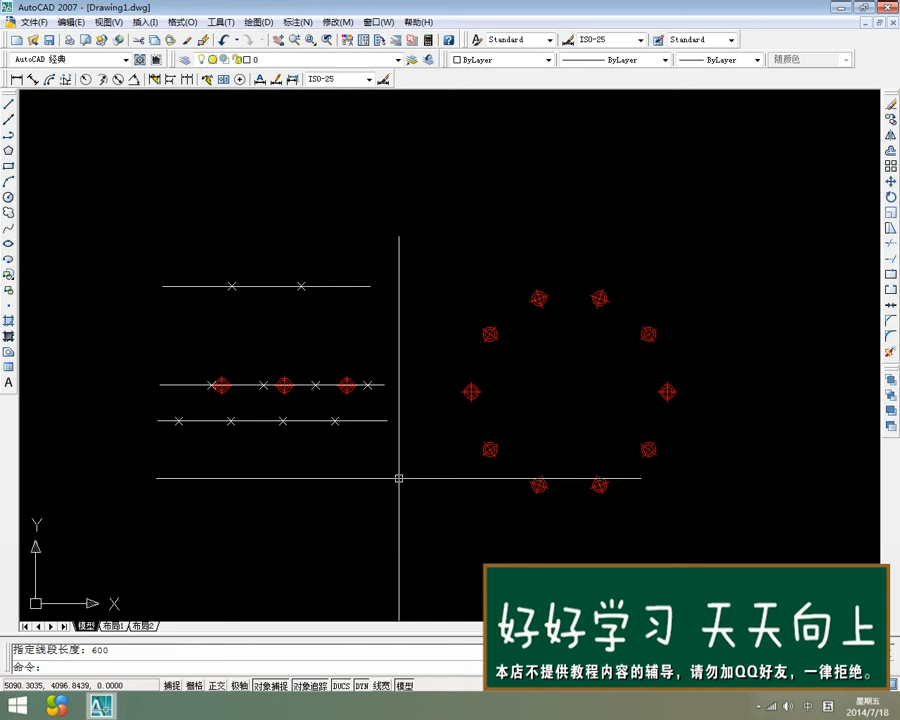 AutoCAD 2007 - [Drawing1.dwg]
文件(F) 编辑(E) 视图(V) 插入(I) 格式(O) 工具(T) 绘图(D) 标注(N) 修改(M) 窗口(W) 帮助(H)
Standard ISO-25 Standard
AutoCAD 经典 0 ByLayer ByLayer ByLayer 随颜色
ISO-25
A
Y
X
模型 布局1 布局2
指定线段长度: 600
命令:
5090.3035, 4096.8439, 0.0000 捕捉 栅格 正交 极轴 对象捕捉 对象追踪 DUCS DYN 线宽 模型
好好学习 天天向上
本店不提供教程内容的辅导，请勿加QQ好友，一律拒绝。
中
星期五
2014/7/18